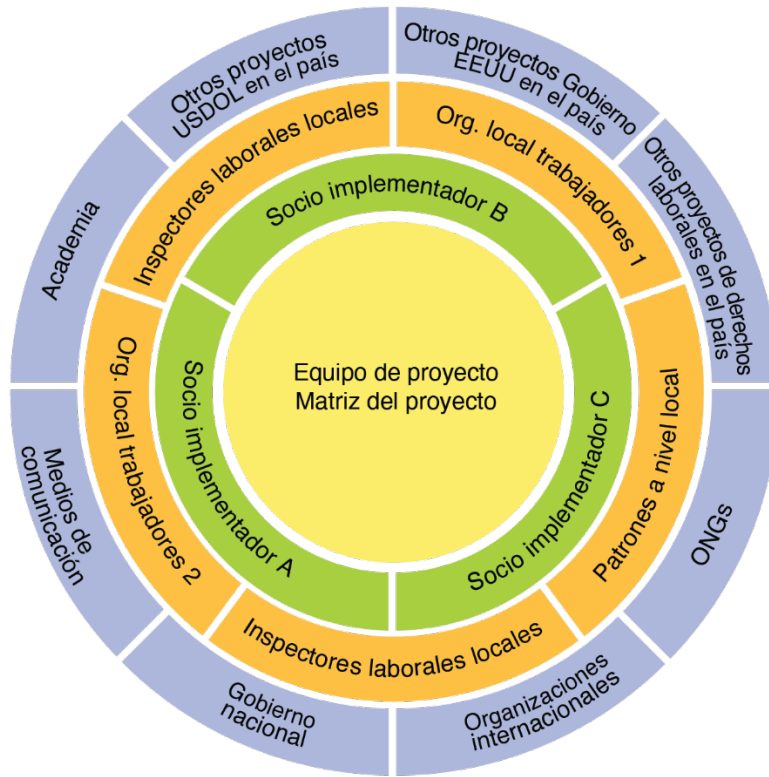 Otros proyectos
USDOL en el país
Otros proyectos Gobierno
EEUU en el país
Otros proyectos de derechos
laborales en el país
ONGs
Organizaciones
internacionales
Gobierno
nacional
Medios de
comunicación
Academia
Inspectores laborales locales
Org. local trabajadores 1
Patrones a nivel local
Inspectores laborales locales
Org. local trabajadores 2
Socio implementador B
Socio implementador C
Socio implementador A
Equipo de proyecto
Matriz del proyecto